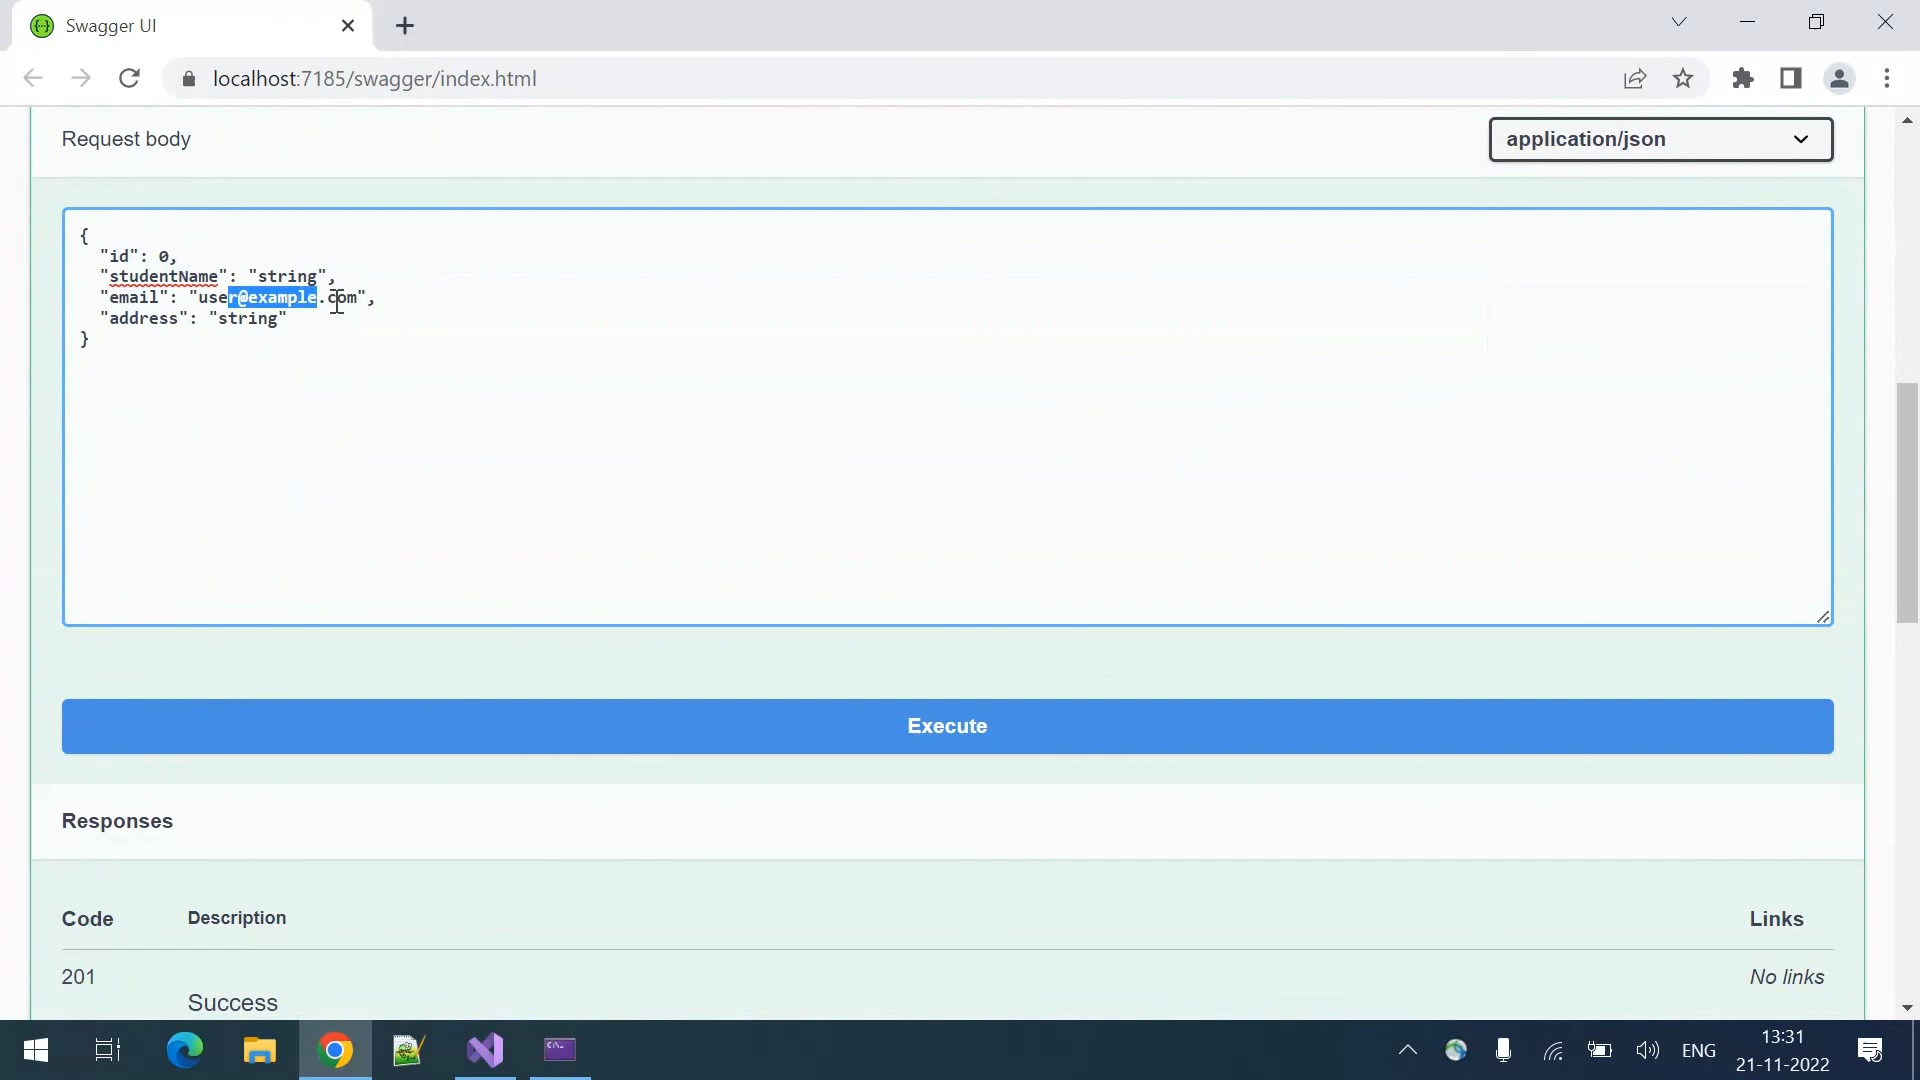 Swagger UI
localhost:7185/swagger/index.html
Request body
application/json
{
"id": 0,
"studentName": "string",
"email": "user@example.com",
"address": "string"
}
Execute
Responses
Code Description Links
201 No links
Success
ENG
13:31
21-11-2022